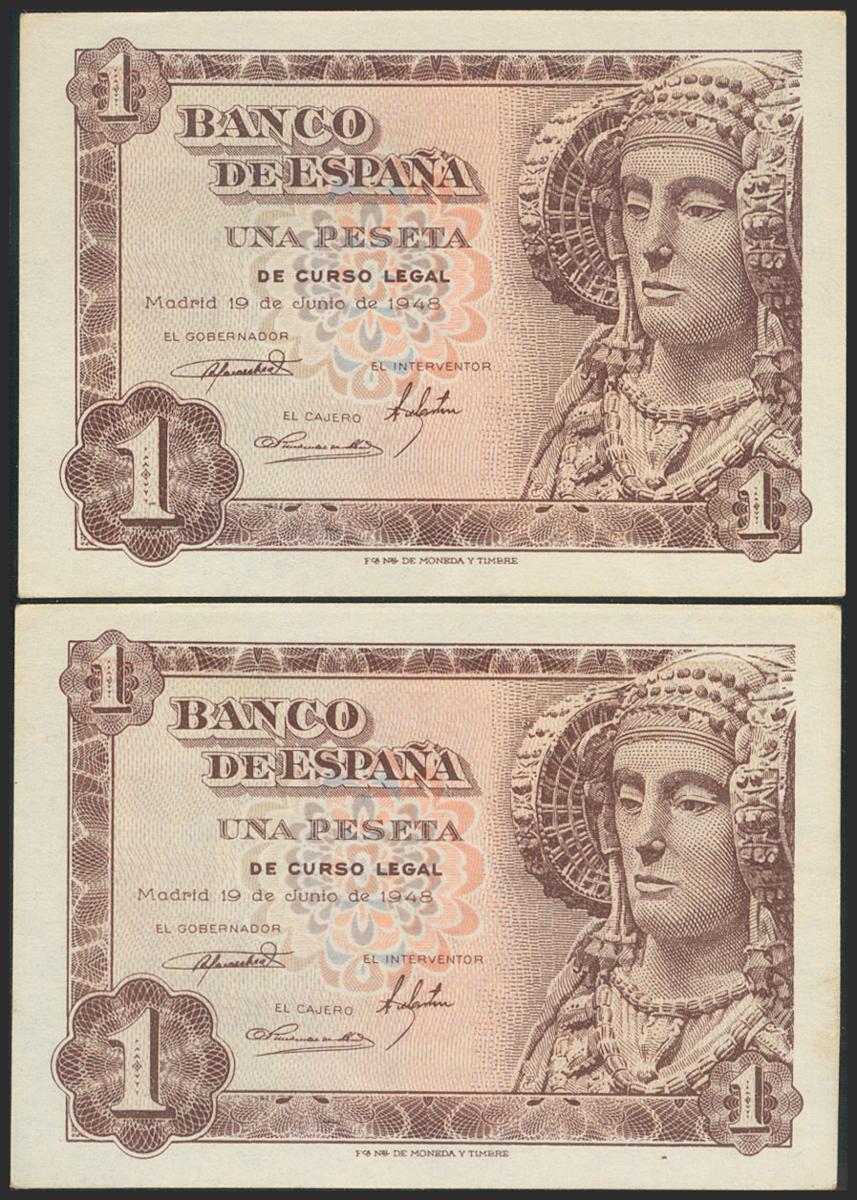 1
BANCO
DE ESPAÑA
UNA PESETA
DE CURSO LEGAL
Madrid 19 de Junio de 1948
EL GOBERNADOR
EL INTERVENTOR
EL CAJERO
1
1
Fca Nal DE MONEDA Y TIMBRE
1
BANCO
DE ESPAÑA
UNA PESETA
DE CURSO LEGAL
Madrid 19 de Junio de 1948
EL GOBERNADOR
EL INTERVENTOR
EL CAJERO
1
1
Fca Nal DE MONEDA Y TIMBRE